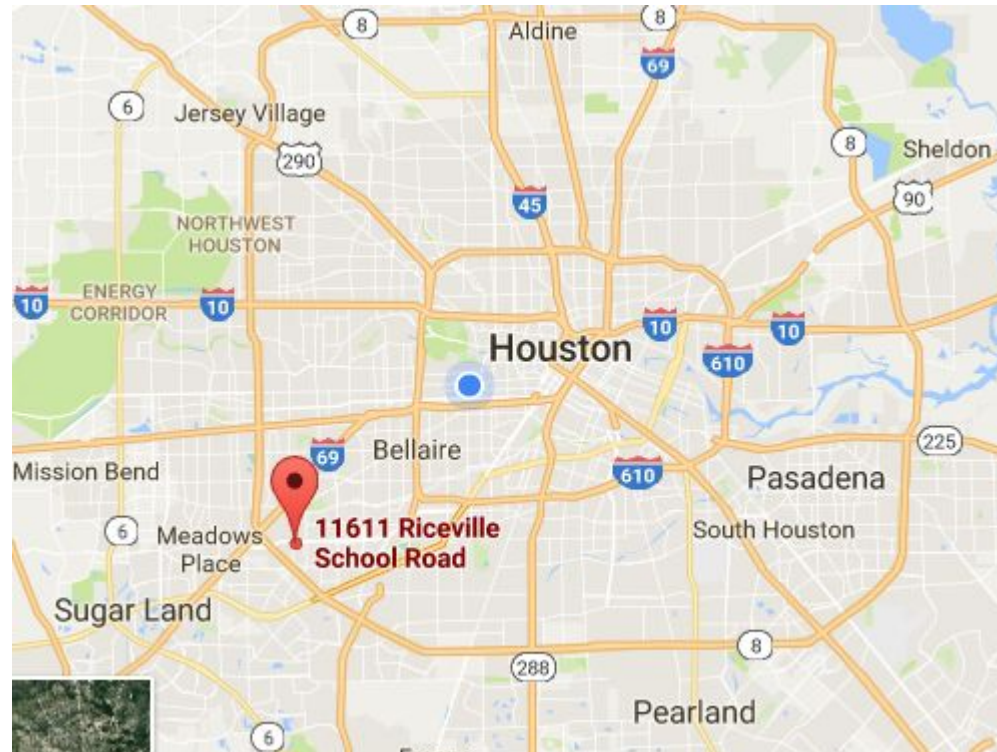 8
Aldine
8
69
6
Jersey Village
290
8
Sheldon
90
45
NORTHWEST
HOUSTON
ENERGY
CORRIDOR
10
10
10
10
Houston
610
69
Bellaire
225
Mission Bend
610
Pasadena
6
Meadows
Place
11611 Riceville
School Road
South Houston
Sugar Land
8
288
Pearland
6